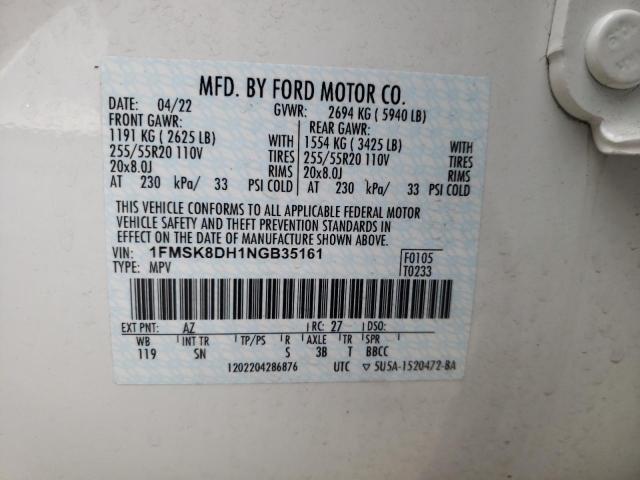 MFD. BY FORD MOTOR CO.
DATE: 04/22 GVWR: 2694 KG ( 5940 LB)
FRONT GAWR: REAR GAWR:
1191 KG ( 2625 LB) WITH 1554 KG ( 3425 LB) WITH
255/55R20 110V TIRES 255/55R20 110V TIRES
20x8.0J RIMS 20x8.0J RIMS
AT 230 kPa/ 33 PSI COLD AT 230 kPa/ 33 PSI COLD
THIS VEHICLE CONFORMS TO ALL APPLICABLE FEDERAL MOTOR
VEHICLE SAFETY AND THEFT PREVENTION STANDARDS IN
EFFECT ON THE DATE OF MANUFACTURE SHOWN ABOVE.
VIN: 1FMSK8DH1NGB35161 F0105
TYPE: MPV T0233
EXT PNT: AZ RC: 27 DSO:
WB INT TR TP/PS R AXLE TR SPR
119 SN S 3B T BBCC
1202204286876 UTC ▽ 5U5A-1520472-BA